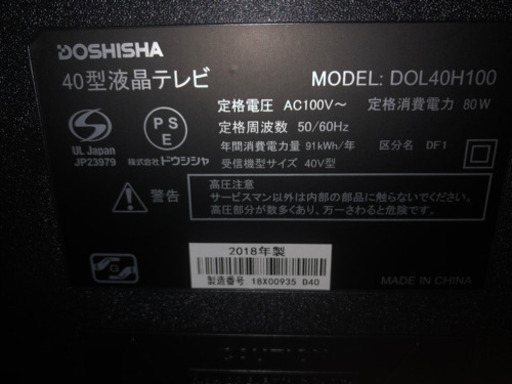 DOSHISHA
40型液晶テレビ
MODEL: DOL40H100
定格電圧 AC100V～ 定格消費電力 80W
定格周波数 50/60Hz
年間消費電力量 91kWh/年 区分名 DF1
受信機型サイズ 40V型
PS
E
UL Japan
JP23979
株式会社ドウシシャ
警告
高圧注意
サービスマン以外は内部の部品に触らないでください。
高圧部分が数多くあり、万一さわると危険です。
G
2018年製
製造番号 18X00935 D40
MADE IN CHINA
CAUTION